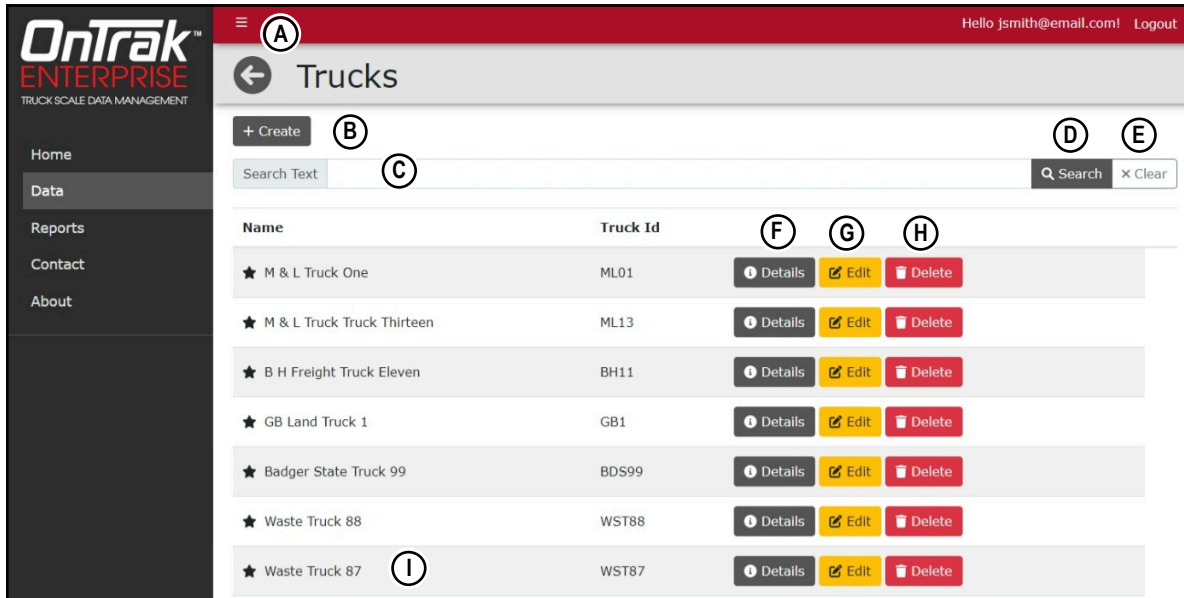 OnTrak™
ENTERPRISE
TRUCK SCALE DATA MANAGEMENT
Home
Data
Reports
Contact
About
A
Hello jsmith@email.com! Logout
Trucks
+ Create B
Search Text C
D E
Search × Clear
Name Truck Id F G H
M & L Truck One ML01 Details Edit Delete
M & L Truck Truck Thirteen ML13 Details Edit Delete
B H Freight Truck Eleven BH11 Details Edit Delete
GB Land Truck 1 GB1 Details Edit Delete
Badger State Truck 99 BDS99 Details Edit Delete
Waste Truck 88 WST88 Details Edit Delete
Waste Truck 87 I WST87 Details Edit Delete